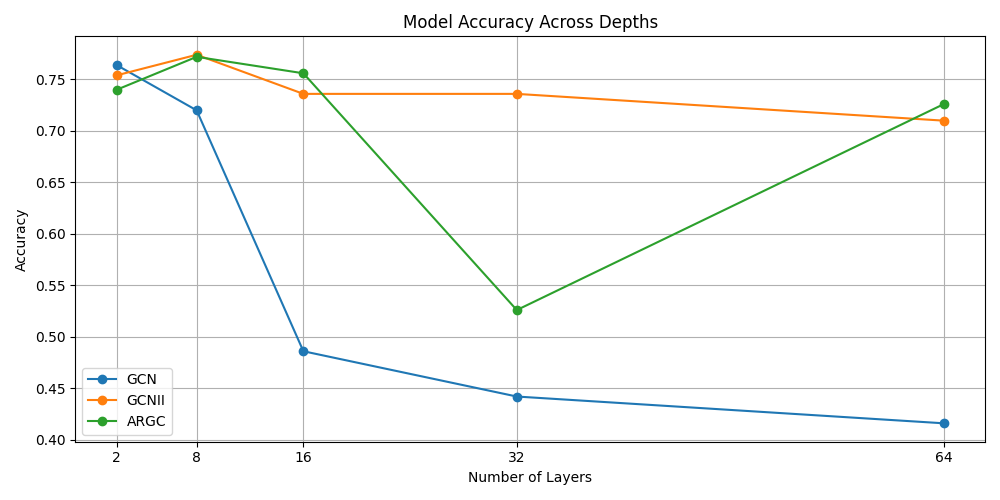 Model Accuracy Across Depths
Accuracy
0.75
0.70
0.65
0.60
0.55
0.50
0.45
0.40
GCN
GCNII
ARGC
2 8 16 32 64
Number of Layers